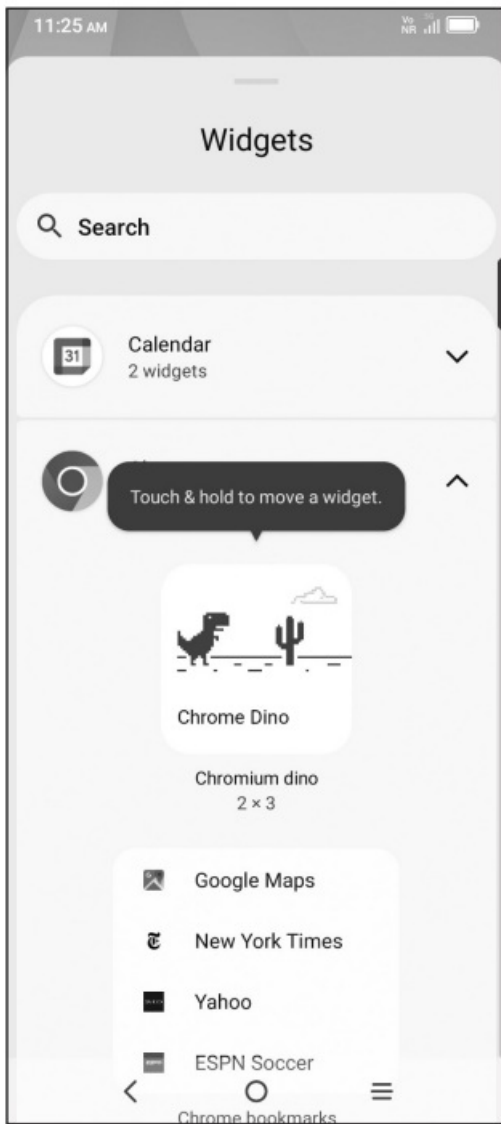 11:25 AM
Vo
NR
5G
Widgets
Search
31
Calendar
2 widgets
Touch & hold to move a widget.
Chrome Dino
Chromium dino
2 × 3
Google Maps
New York Times
Yahoo
ESPN Soccer
Chrome bookmarks